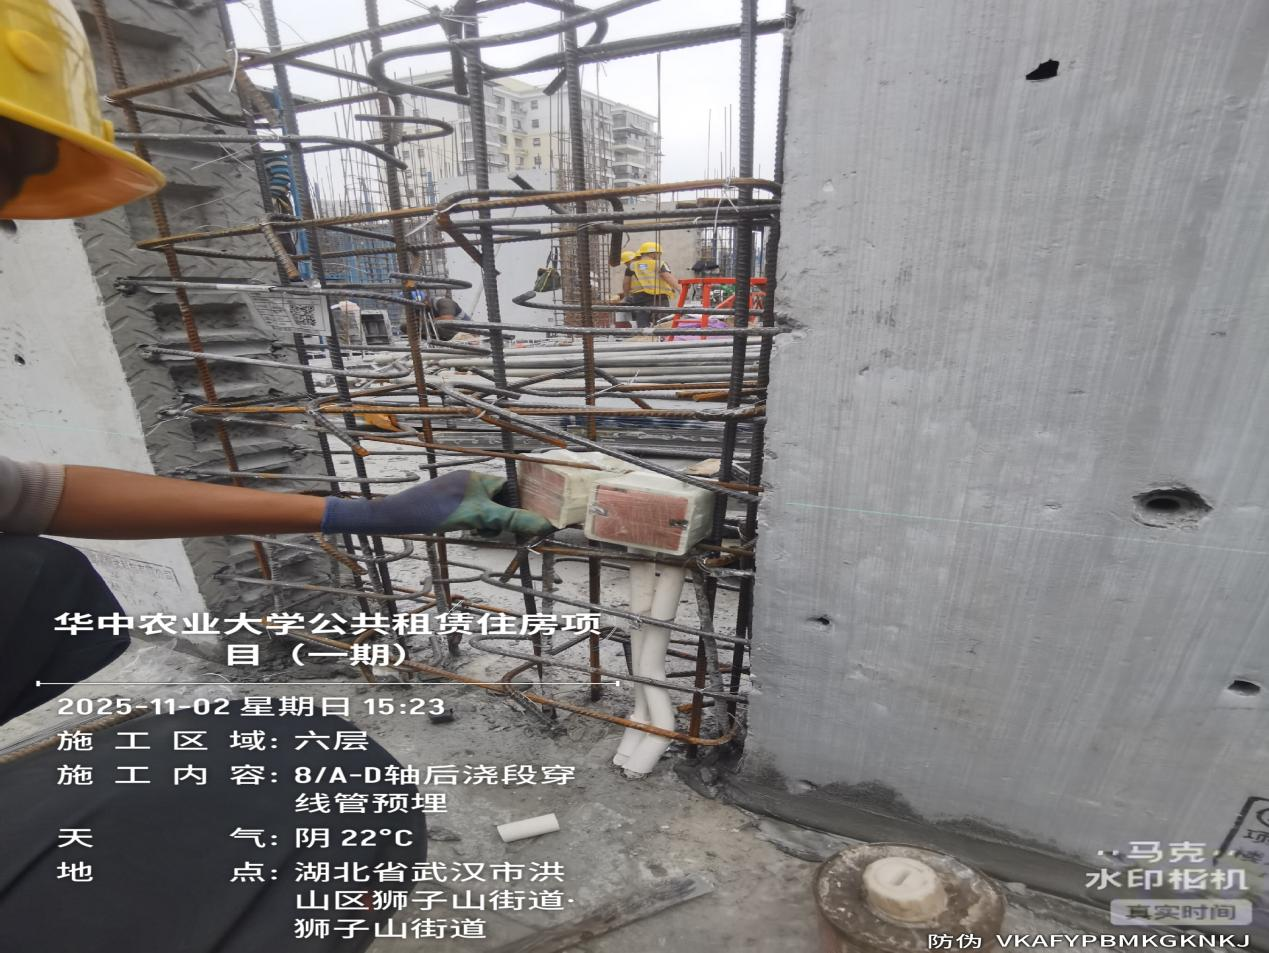 华中农业大学公共租赁住房项
目（一期）
2025-11-02 星期日 15:23
施工区域: 六层
施工内容: 8/A-D轴后浇段穿
线管预埋
天气: 阴 22°C
地点: 湖北省武汉市洪
山区狮子山街道·
狮子山街道
马克
水印相机
真实时间
防伪 VKAFYPBMKGKNKJ